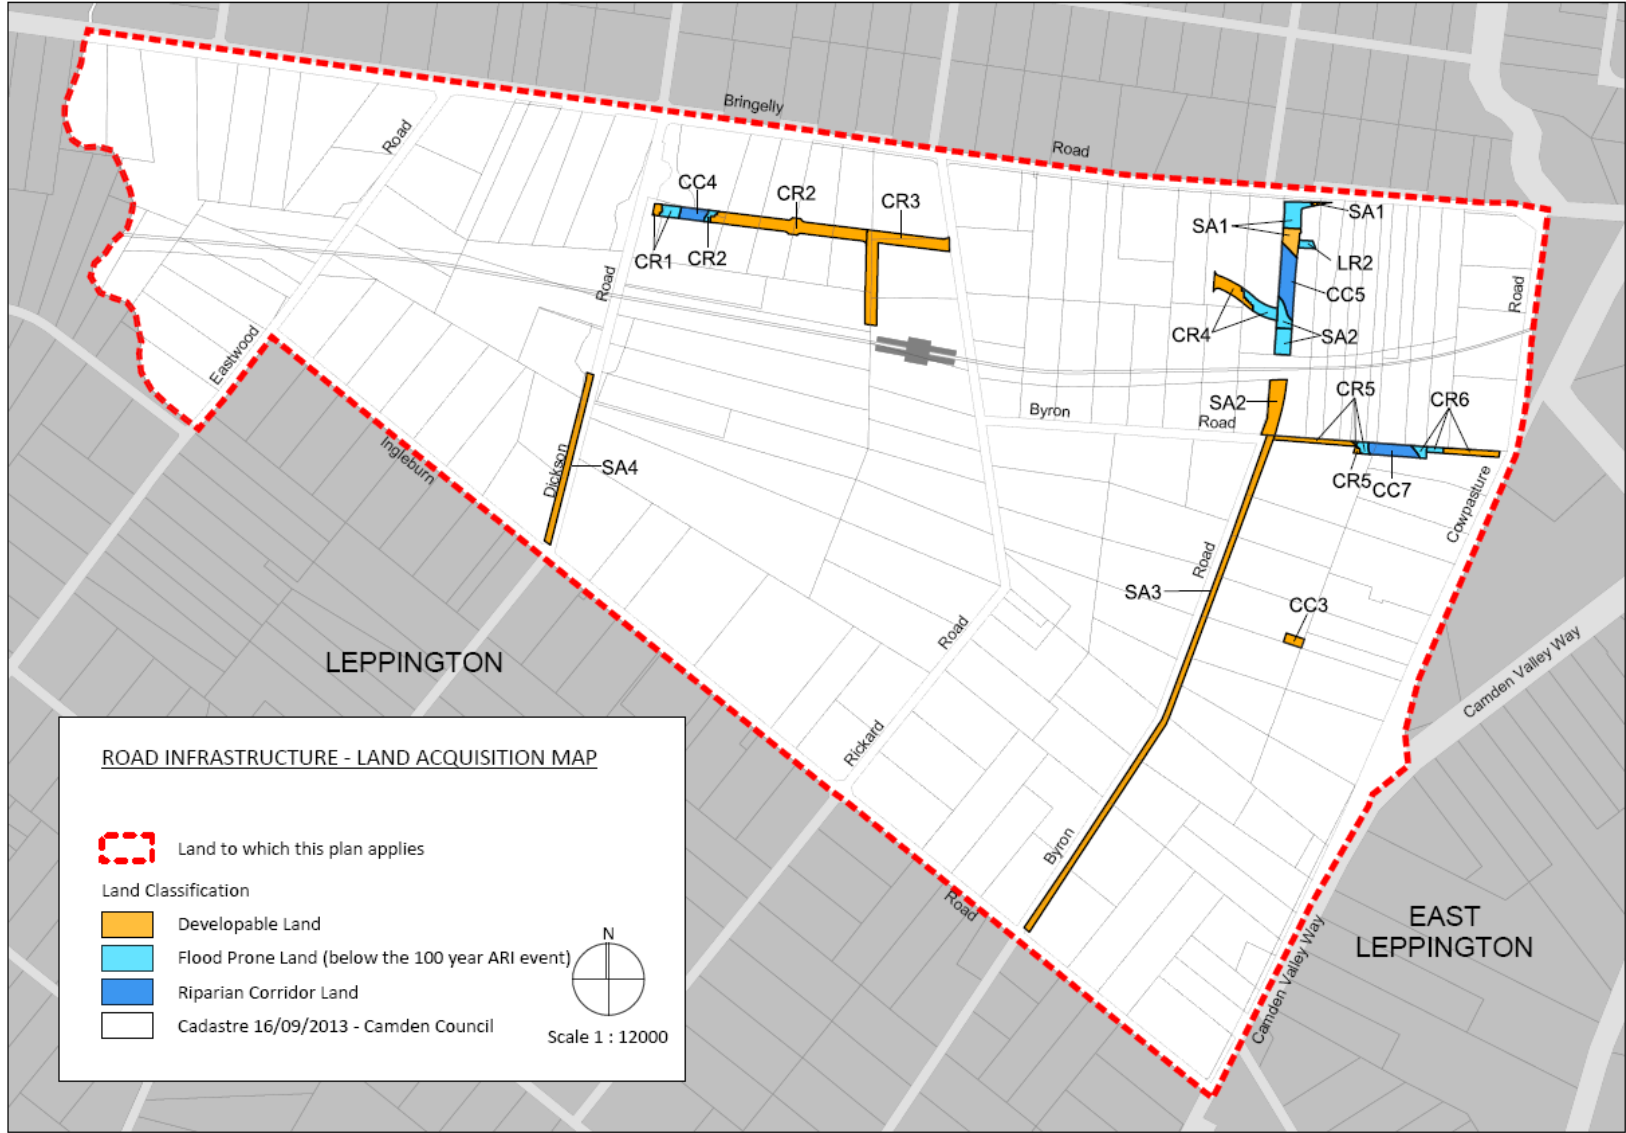 Bringelly
Road
Road
CC4
CR2
CR3
SA1
SA1
CR1
CR2
LR2
Road
CC5
Road
CR4
SA2
Eastwood
CR5
CR6
SA2
Byron
Road
Ingleburn
Dickson
SA4
CR5
CC7
Cowpasture
Road
SA3
CC3
Road
LEPPINGTON
Camden Valley Way
Rickard
Byron
Road
EAST
LEPPINGTON
Camden Valley Way
ROAD INFRASTRUCTURE - LAND ACQUISITION MAP
Land to which this plan applies
Land Classification
Developable Land
Flood Prone Land (below the 100 year ARI event)
Riparian Corridor Land
Cadastre 16/09/2013 - Camden Council
N
Scale 1 : 12000